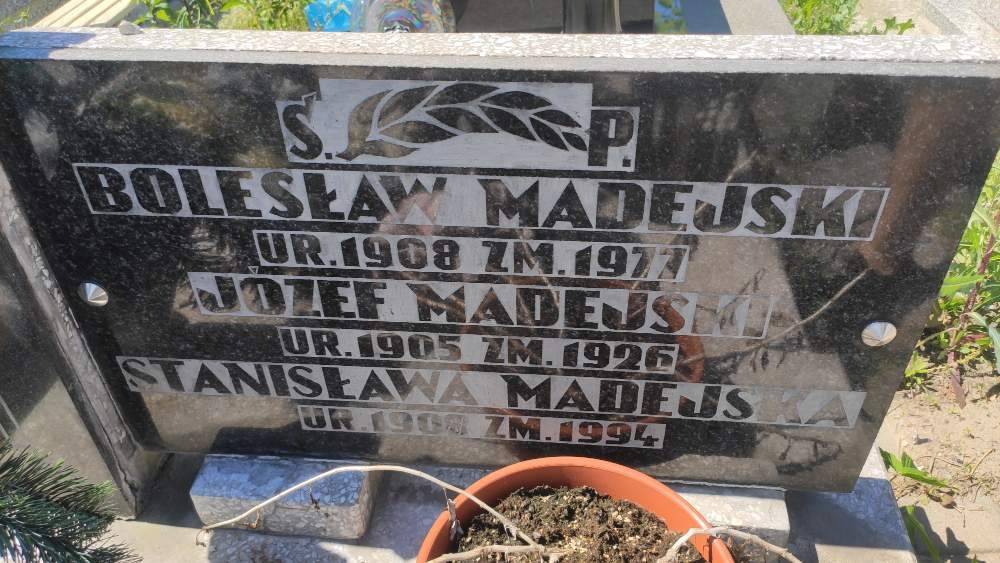 Ś. P.
BOLESŁAW MADEJSKI
UR. 1908 ZM. 1977
JÓZEF MADEJSKI
UR. 1905 ZM. 1926
STANISŁAWA MADEJSKA
UR. 1908 ZM. 1994